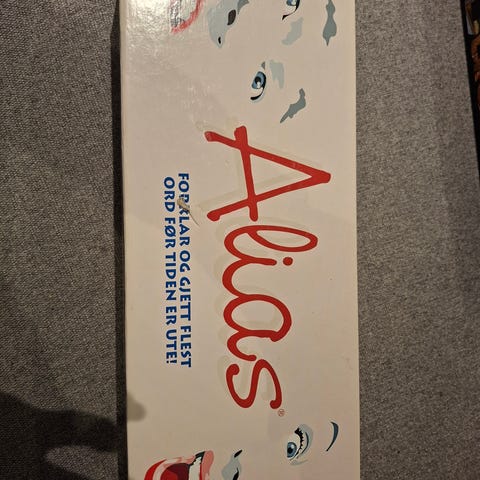 Alias®
FORKLAR OG GJETT FLEST
ORD FØR TIDEN ER UTE!